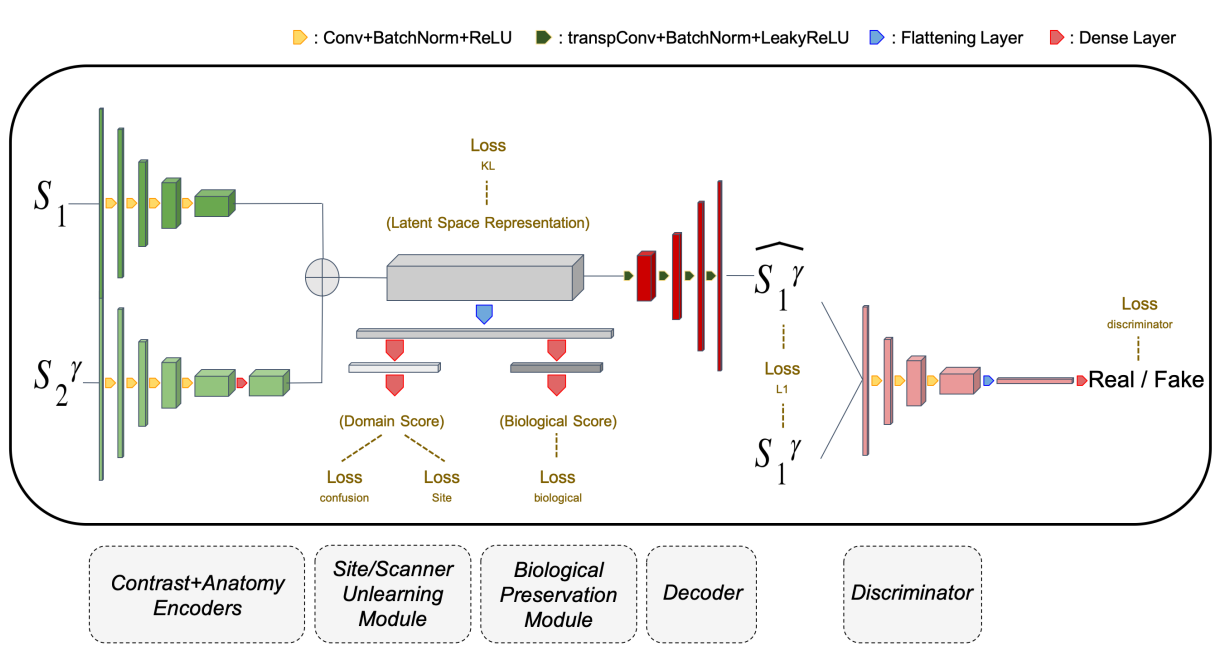 : Conv+BatchNorm+ReLU
: transpConv+BatchNorm+LeakyReLU
: Flattening Layer
: Dense Layer
S₁
S₂ᵞ
Loss
KL
(Latent Space Representation)
(Domain Score)
(Biological Score)
Loss
confusion
Loss
Site
Loss
biological
Ŝ₁ᵞ
Loss
L1
S₁ᵞ
Loss
discriminator
Real / Fake
Contrast+Anatomy
Encoders
Site/Scanner
Unlearning
Module
Biological
Preservation
Module
Decoder
Discriminator